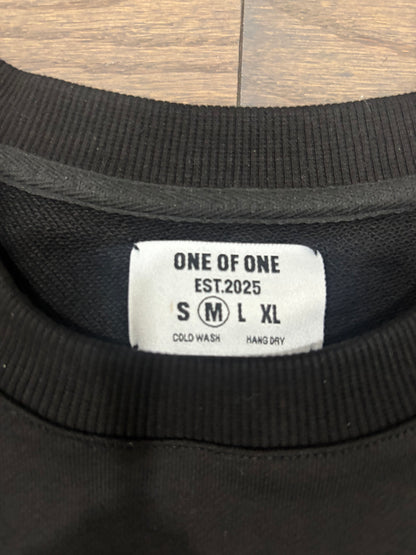 ONE OF ONE
EST.2025
S M L XL
COLD WASH HANG DRY